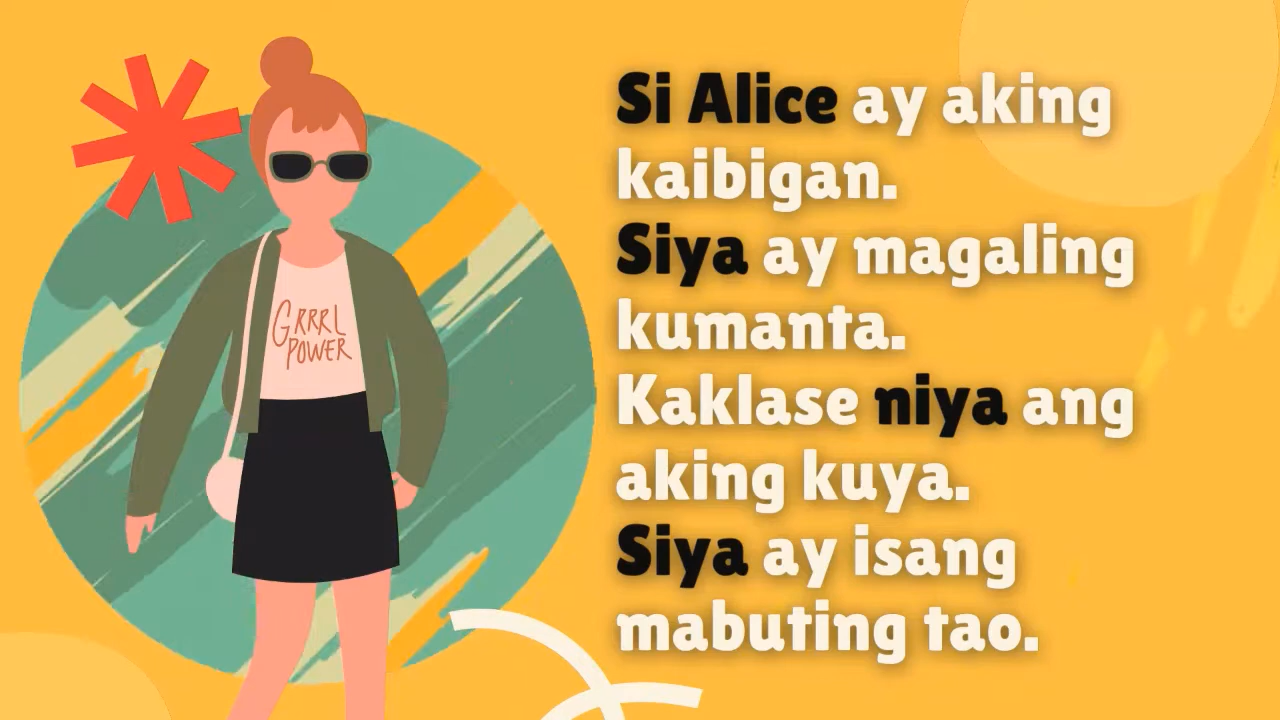 GRRRL
POWER
Si Alice ay aking
kaibigan.
Siya ay magaling
kumanta.
Kaklase niya ang
aking kuya.
Siya ay isang
mabuting tao.